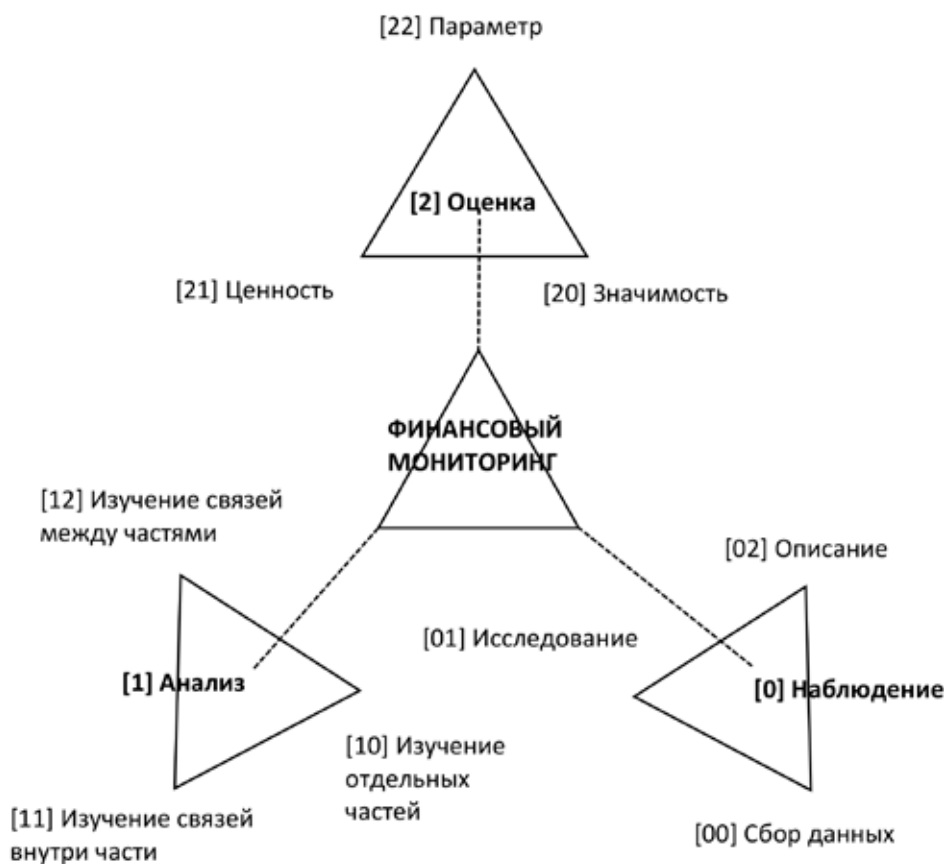 [22] Параметр
[2] Оценка
[21] Ценность
[20] Значимость
ФИНАНСОВЫЙ
МОНИТОРИНГ
[12] Изучение связей
между частями
[02] Описание
[01] Исследование
[1] Анализ
[0] Наблюдение
[10] Изучение
отдельных
частей
[11] Изучение связей
внутри части
[00] Сбор данных